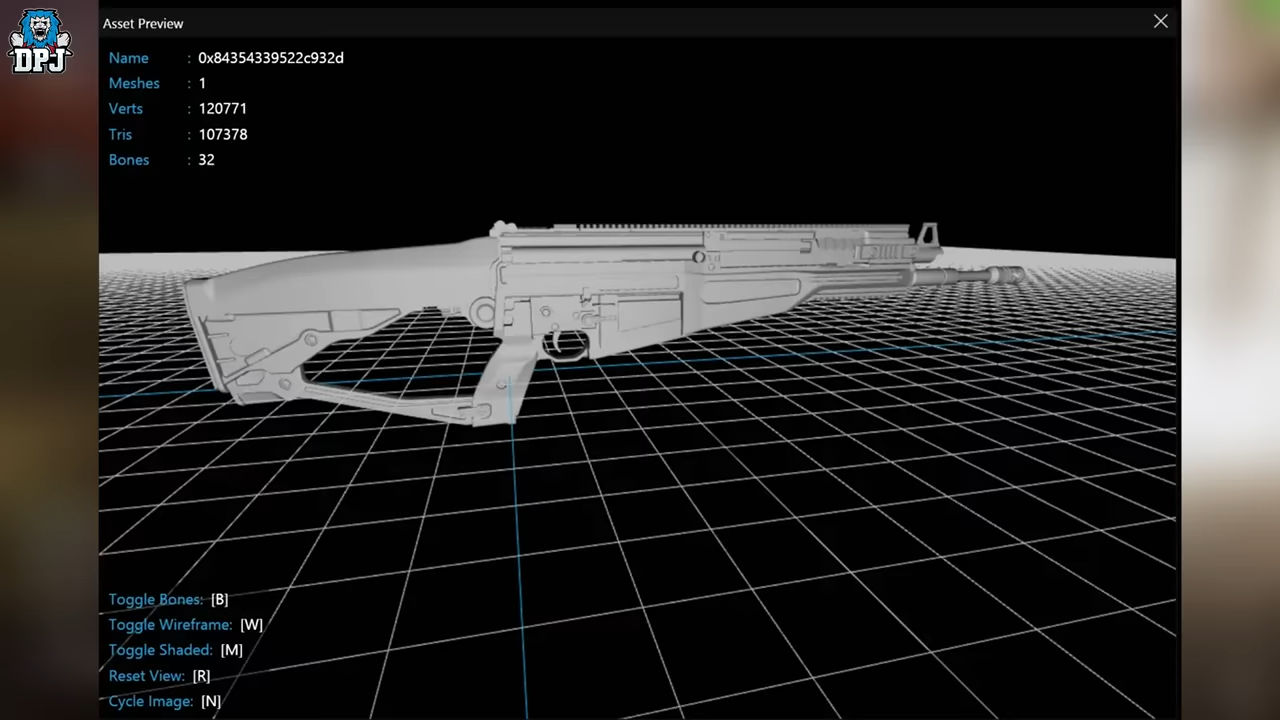 DPJ
Asset Preview
Name : 0x84354339522c932d
Meshes : 1
Verts : 120771
Tris : 107378
Bones : 32
Toggle Bones: [B]
Toggle Wireframe: [W]
Toggle Shaded: [M]
Reset View: [R]
Cycle Image: [N]